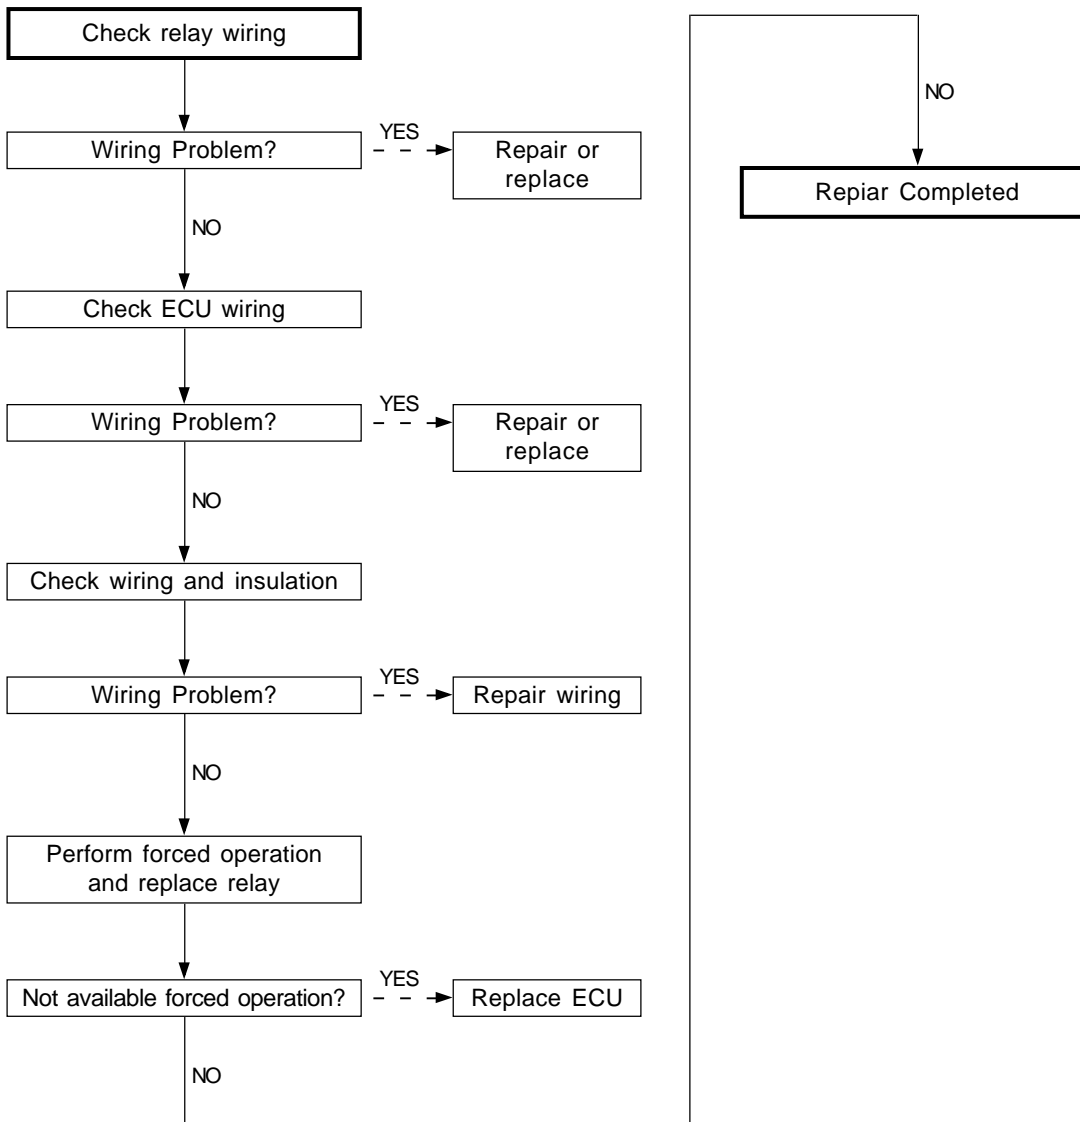 Check relay wiring
Wiring Problem?
YES
Repair or
replace
NO
Check ECU wiring
Wiring Problem?
YES
Repair or
replace
NO
Check wiring and insulation
Wiring Problem?
YES
Repair wiring
NO
Perform forced operation
and replace relay
Not available forced operation?
YES
Replace ECU
NO
NO
Repiar Completed